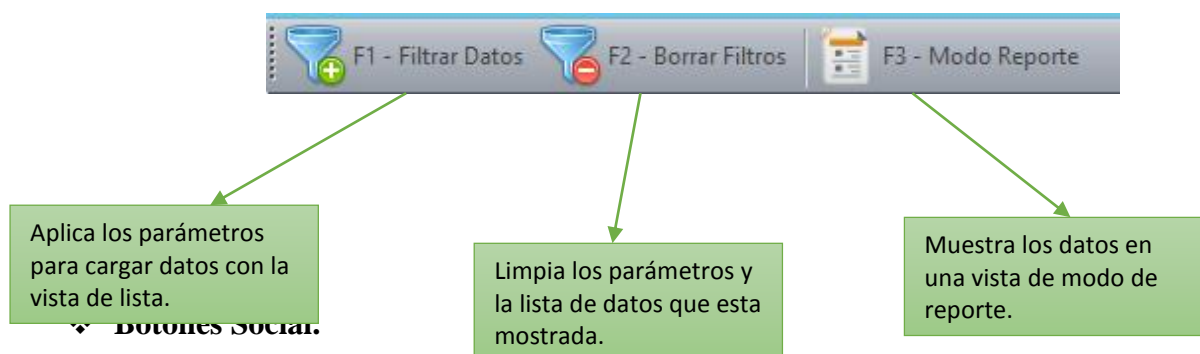 F1 - Filtrar Datos F2 - Borrar Filtros F3 - Modo Reporte
Aplica los parámetros
para cargar datos con la
vista de lista.
Limpia los parámetros y
la lista de datos que esta
mostrada.
Muestra los datos en
una vista de modo de
reporte.
❖ Botones Social.